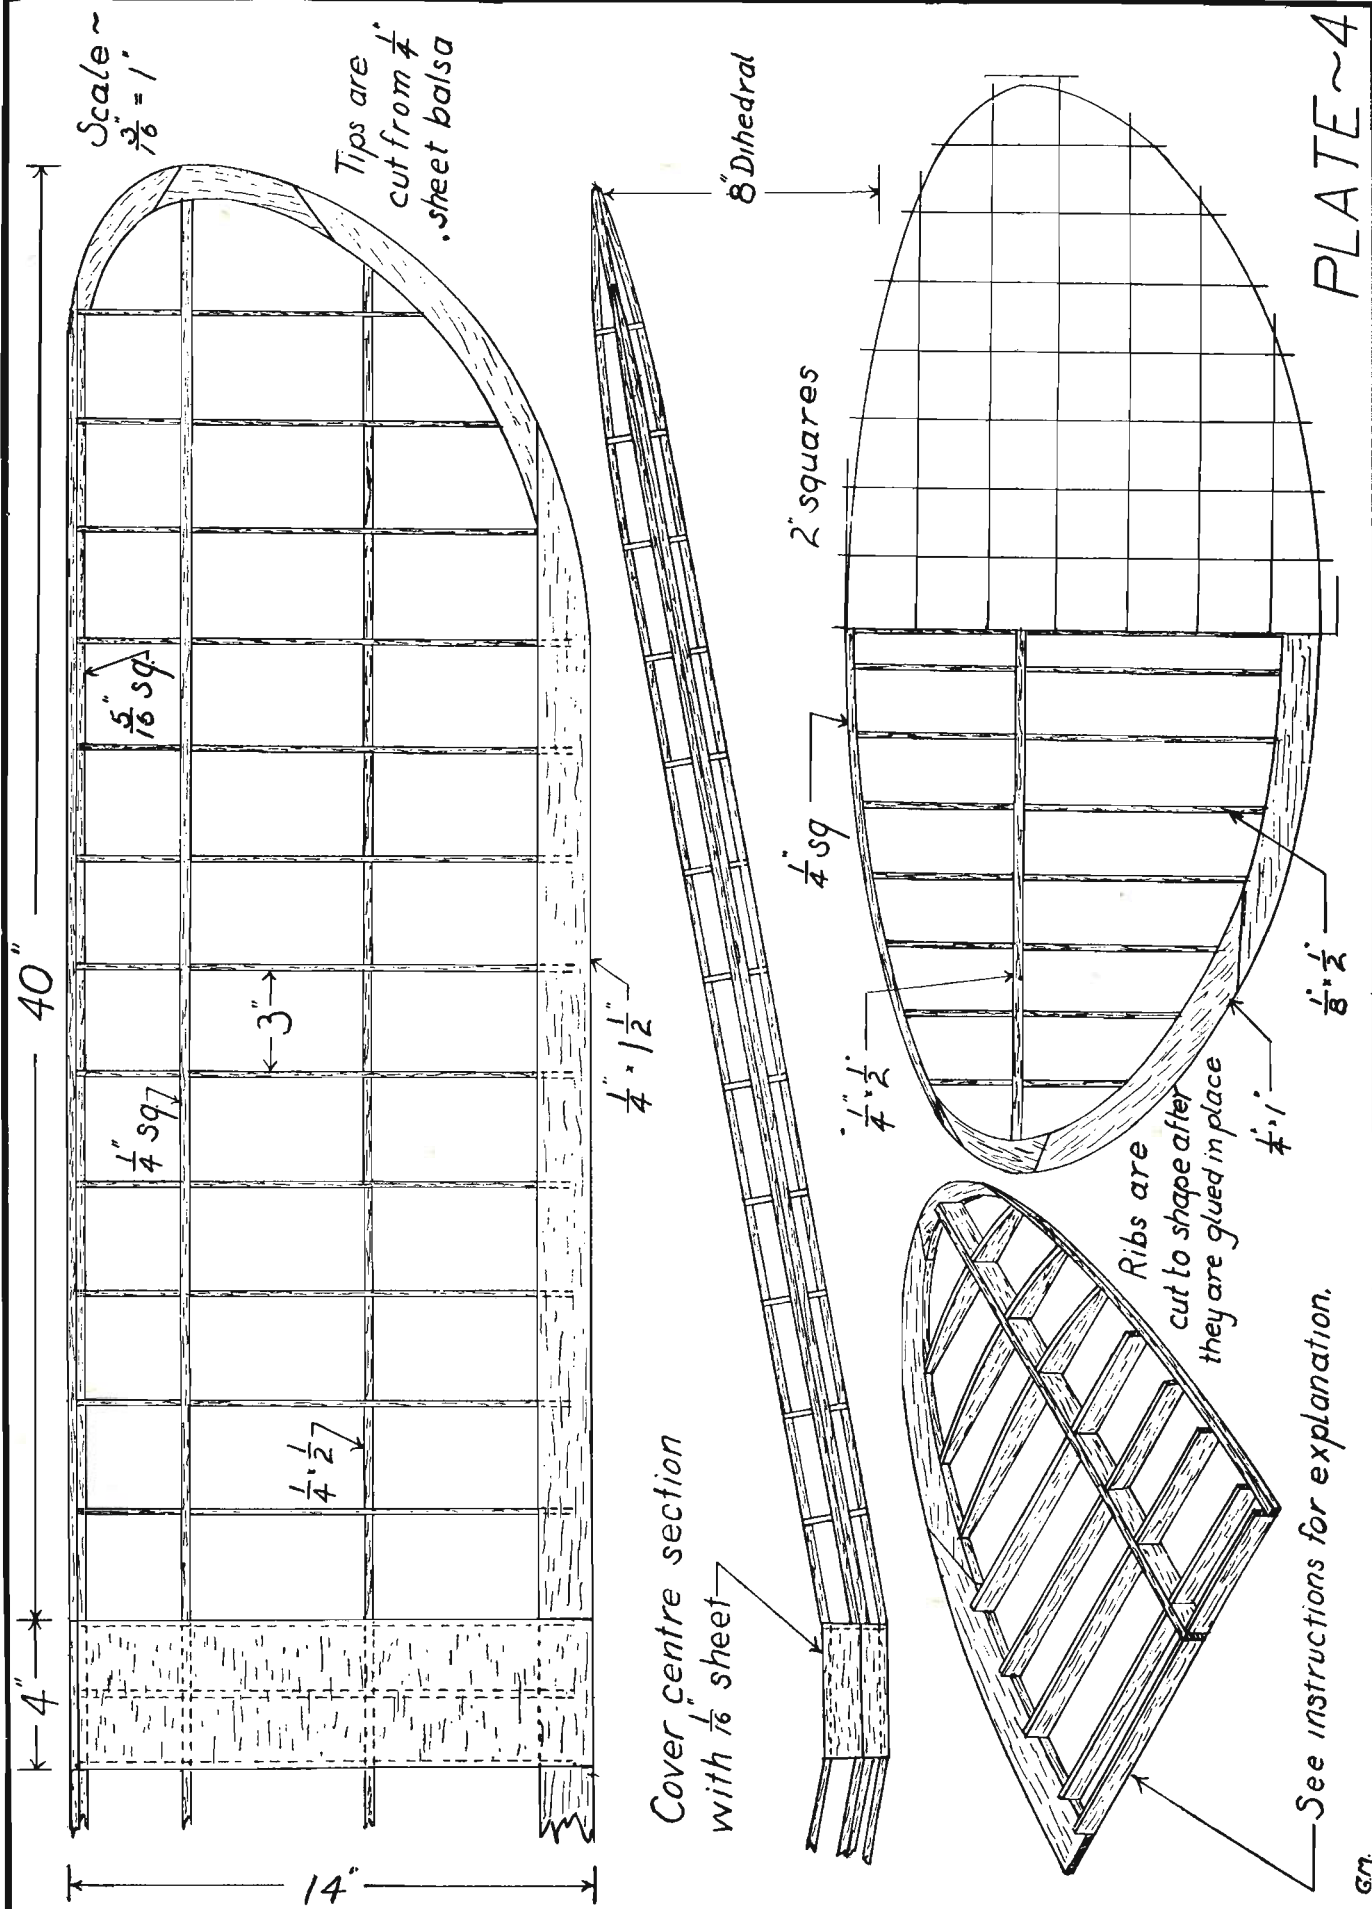 Scale~
3/16" = 1"
40"
4"
14"
Tips are
cut from 1/4"
sheet balsa
5/16" sq.
1/4" sq
3"
1/4" × 1/2"
1/4" × 1 1/2"
8" Dihedral
Cover centre section
with 1/16" sheet
2" squares
1/4" sq
1/4" × 1/2"
1/8" × 1/2"
1/4" × 1"
Ribs are
cut to shape after
they are glued in place
See instructions for explanation.
PLATE~4
G.M.